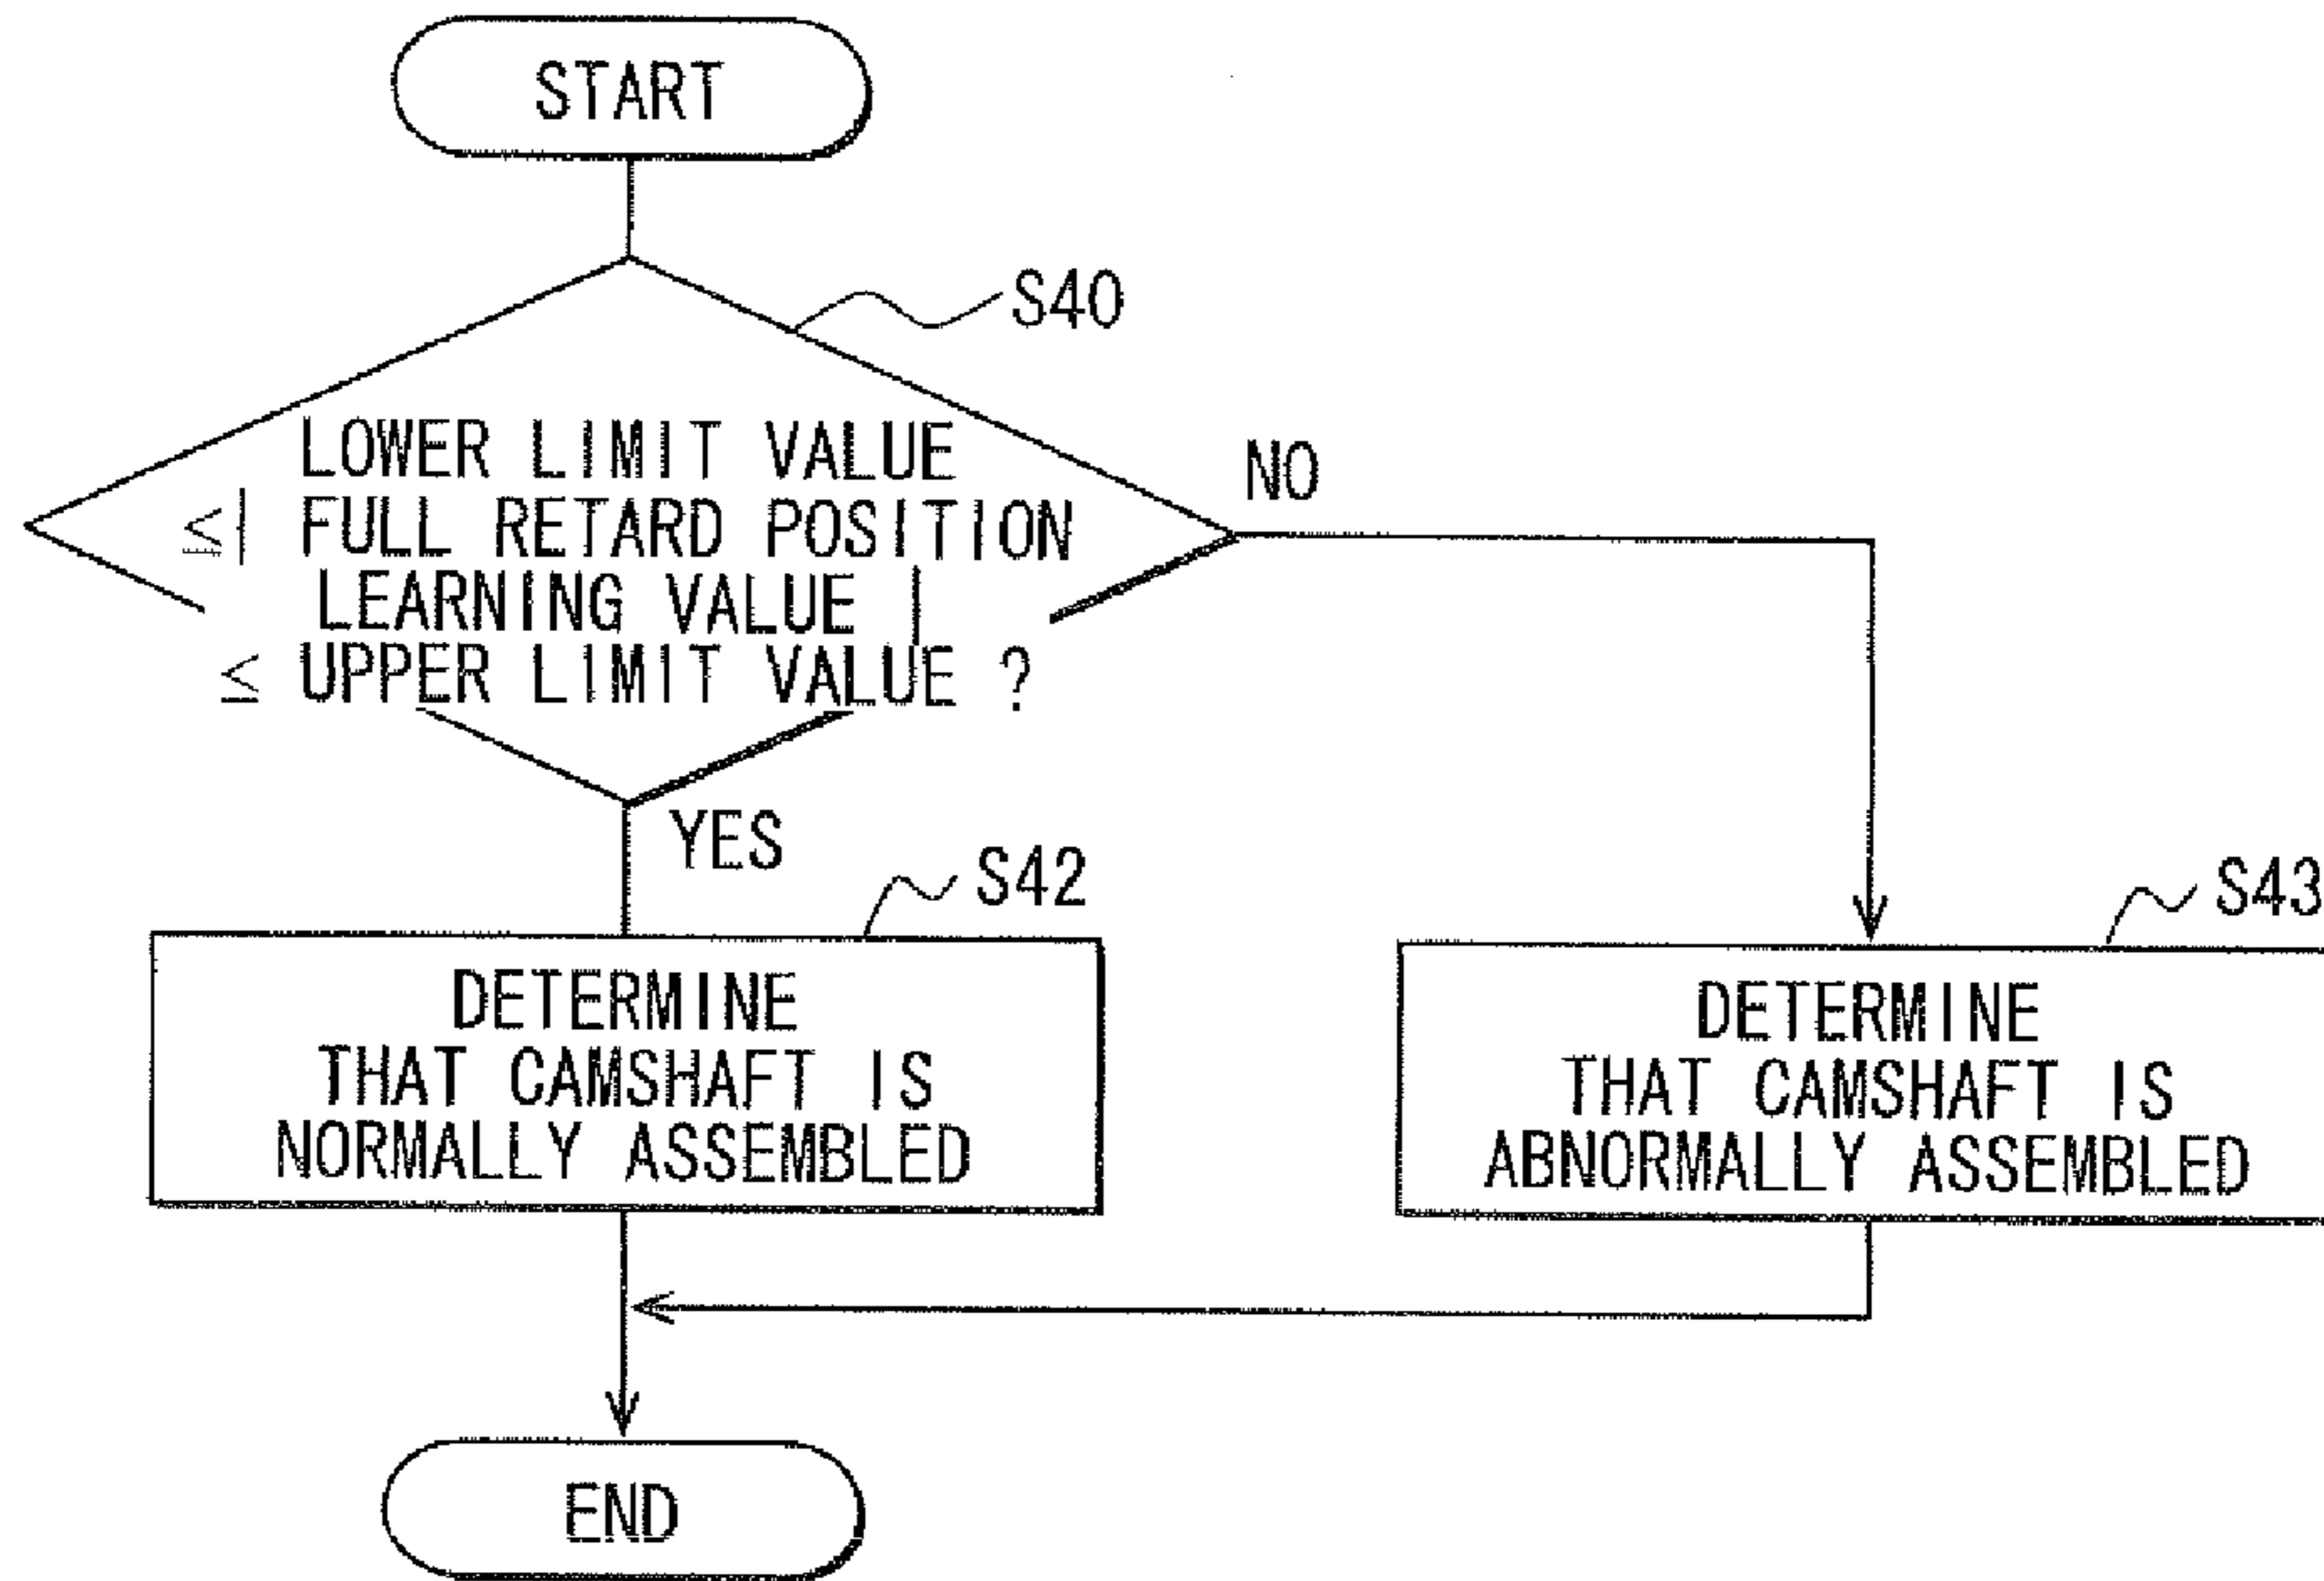 START
S40
LOWER LIMIT VALUE
≤| FULL RETARD POSITION
LEARNING VALUE |
≤ UPPER LIMIT VALUE ?
NO
YES
S42
DETERMINE
THAT CAMSHAFT IS
NORMALLY ASSEMBLED
S43
DETERMINE
THAT CAMSHAFT IS
ABNORMALLY ASSEMBLED
END